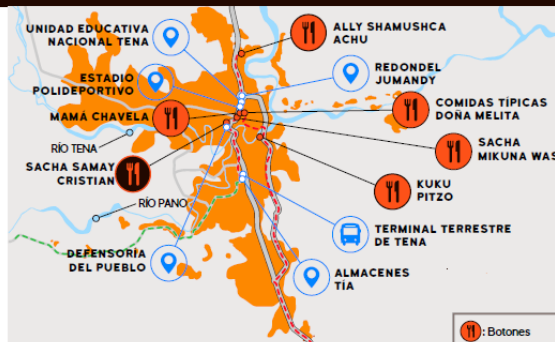 UNIDAD EDUCATIVA
NACIONAL TENA
ALLY SHAMUSHCA
ACHU
ESTADIO
POLIDEPORTIVO
REDONDEL
JUMANDY
MAMÁ CHAVELA
COMIDAS TÍPICAS
DOÑA MELITA
RÍO TENA
SACHA
MIKUNA WAS
SACHA SAMAY
CRISTIAN
KUKU
PITZO
RÍO PANO
TERMINAL TERRESTRE
DE TENA
DEFENSORÍA
DEL PUEBLO
ALMACENES
TÍA
: Botones